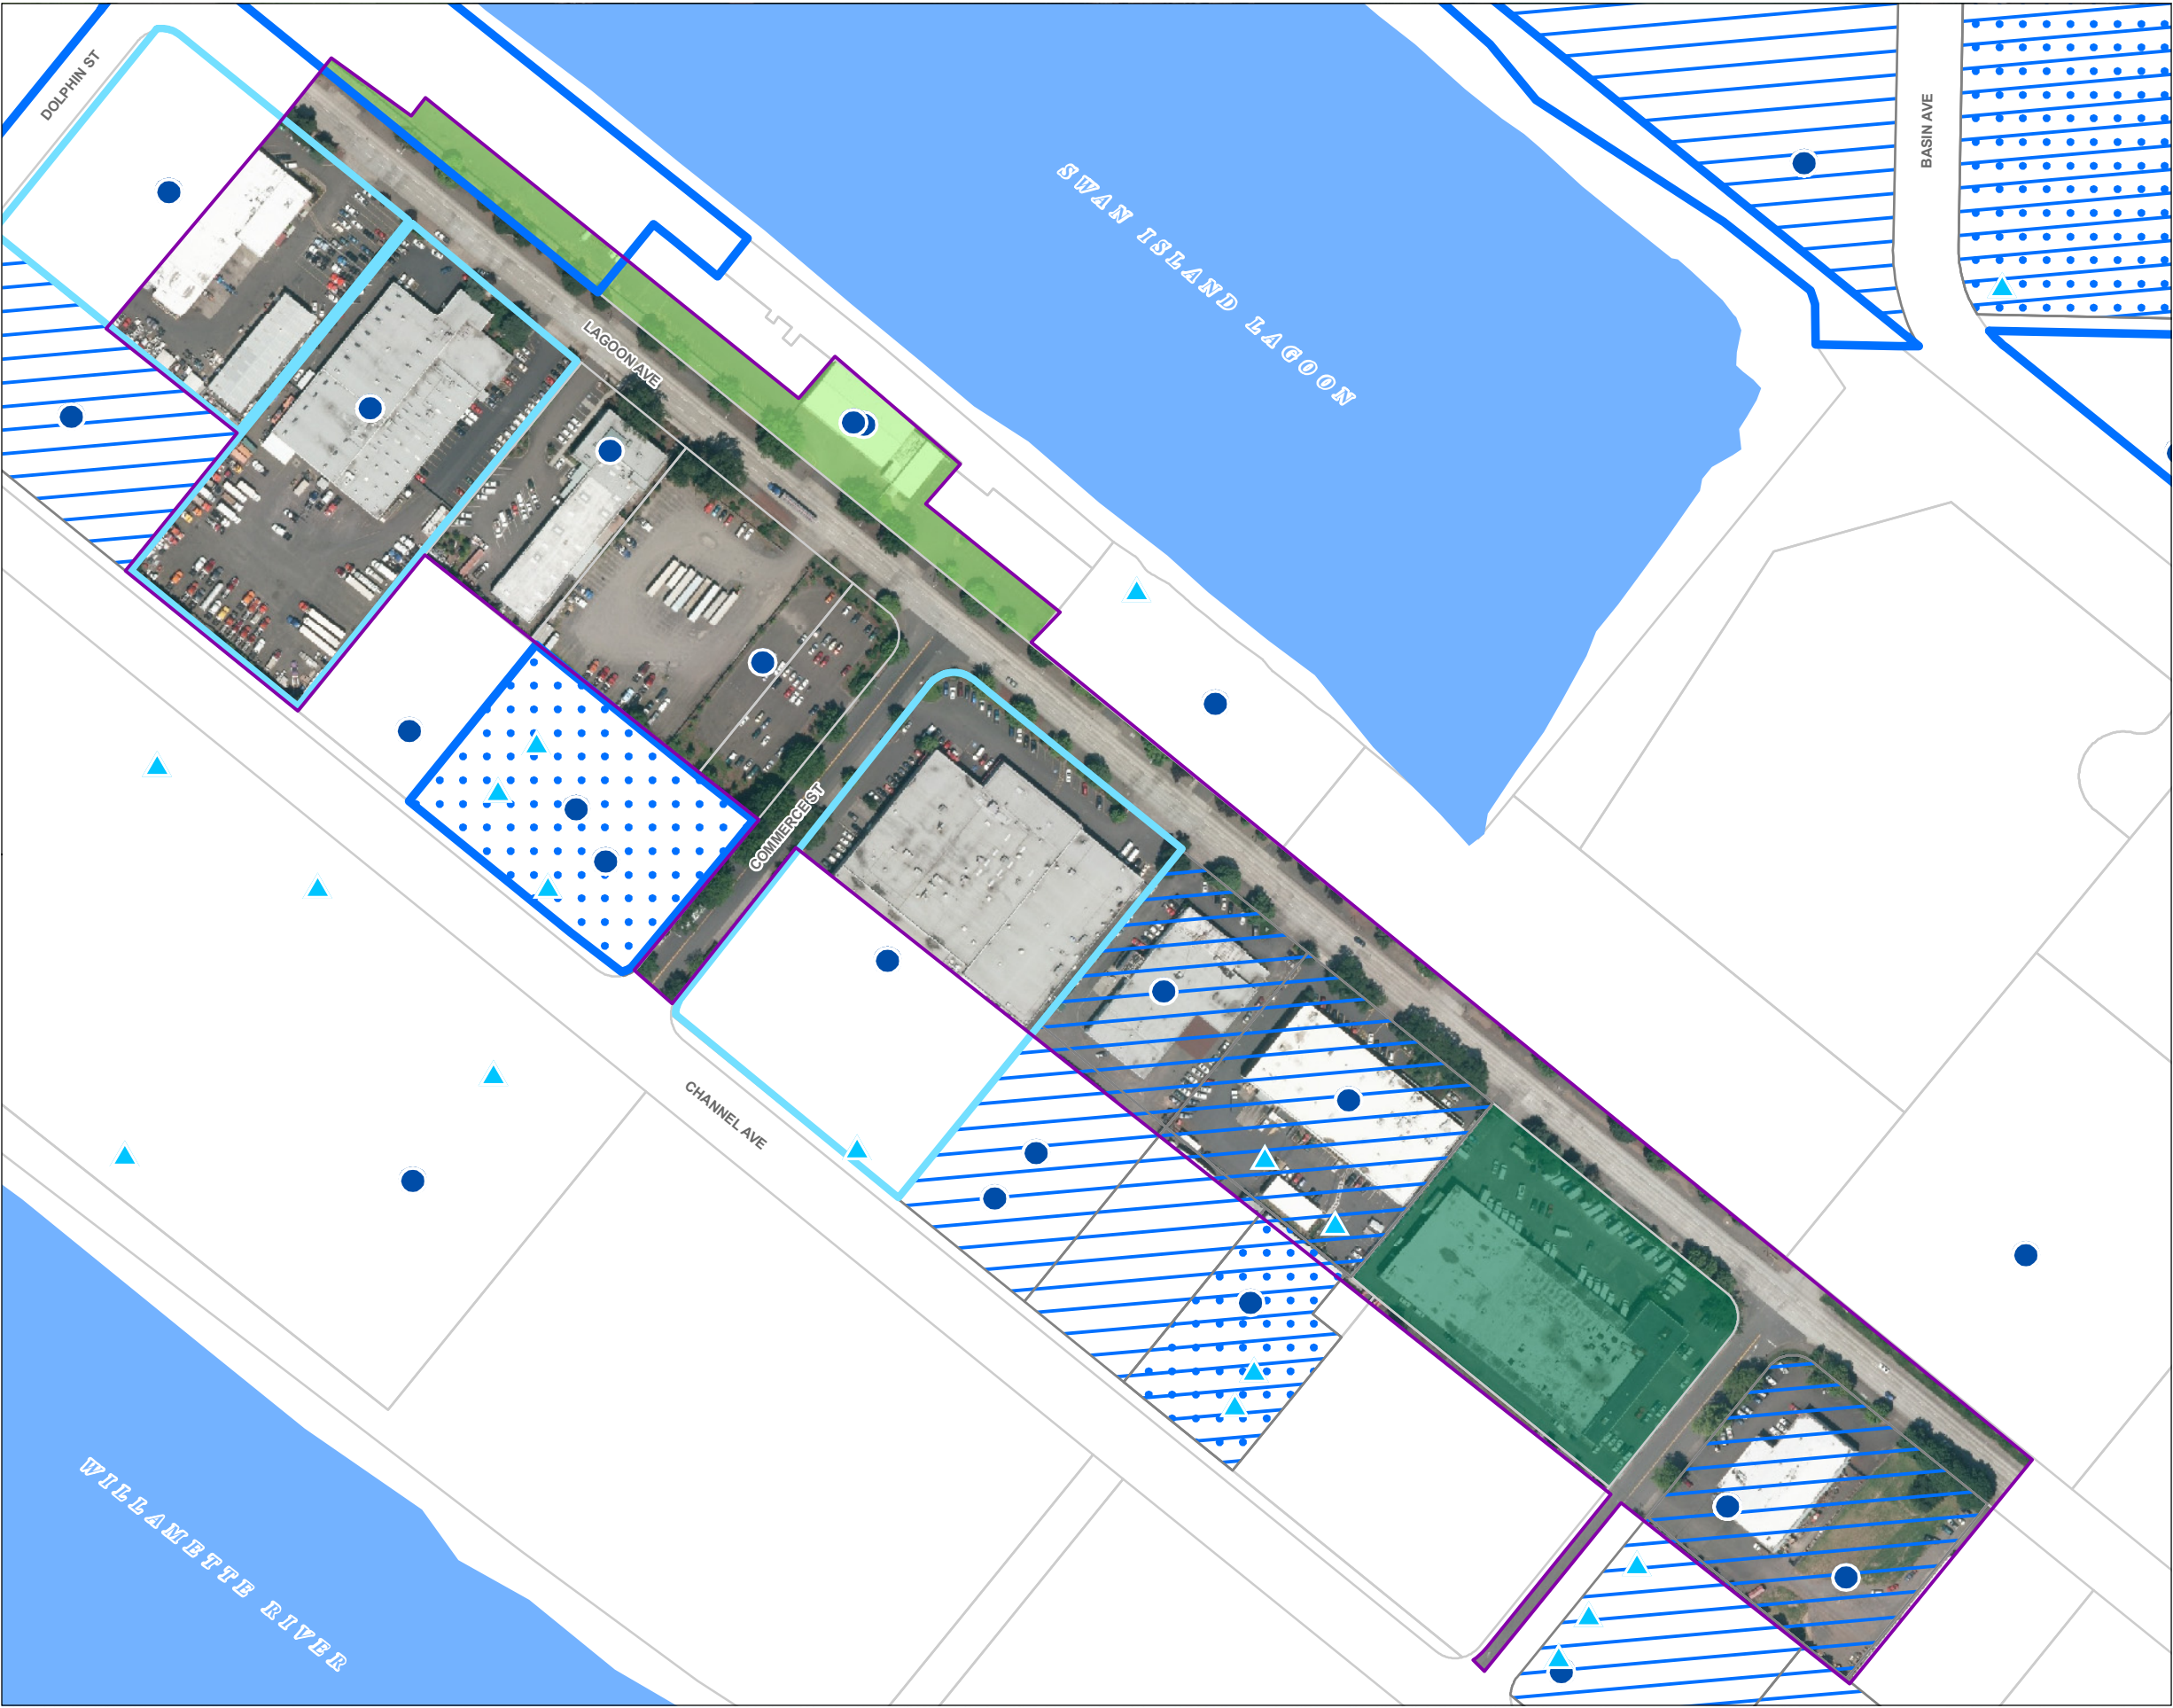 DOLPHIN ST
BASIN AVE
SWAN ISLAND LAGOON
LAGOON AVE
COMMERCE ST
CHANNEL AVE
WILLAMETTE RIVER